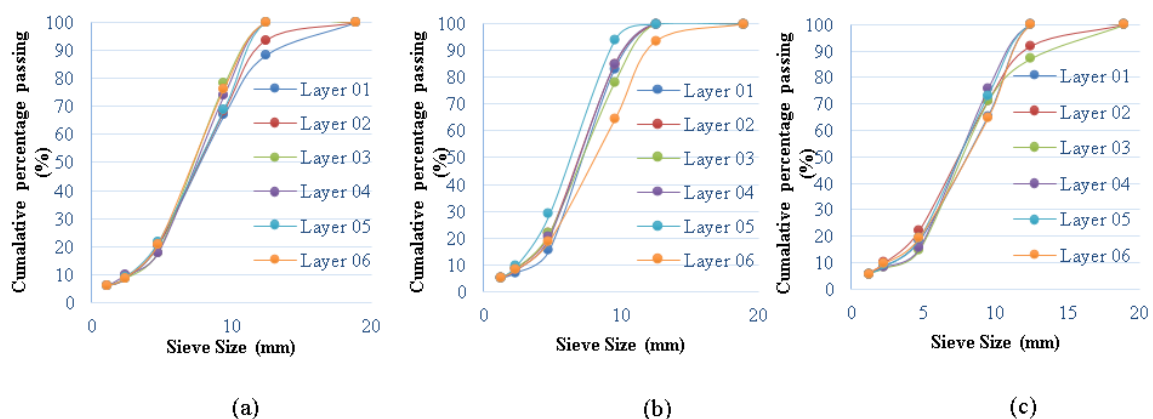 Cumalative percentage passing
(%)
100
90
80
70
60
50
40
30
20
10
0
Layer 01
Layer 02
Layer 03
Layer 04
Layer 05
Layer 06
0
10
20
Sieve Size (mm)
(a)
Cumalative percentage passing
(%)
100
90
80
70
60
50
40
30
20
10
0
Layer 01
Layer 02
Layer 03
Layer 04
Layer 05
Layer 06
0
10
20
Sieve Size (mm)
(b)
Cumalative percentage passing
(%)
100
90
80
70
60
50
40
30
20
10
0
Layer 01
Layer 02
Layer 03
Layer 04
Layer 05
Layer 06
0
5
10
15
20
Sieve Size (mm)
(c)